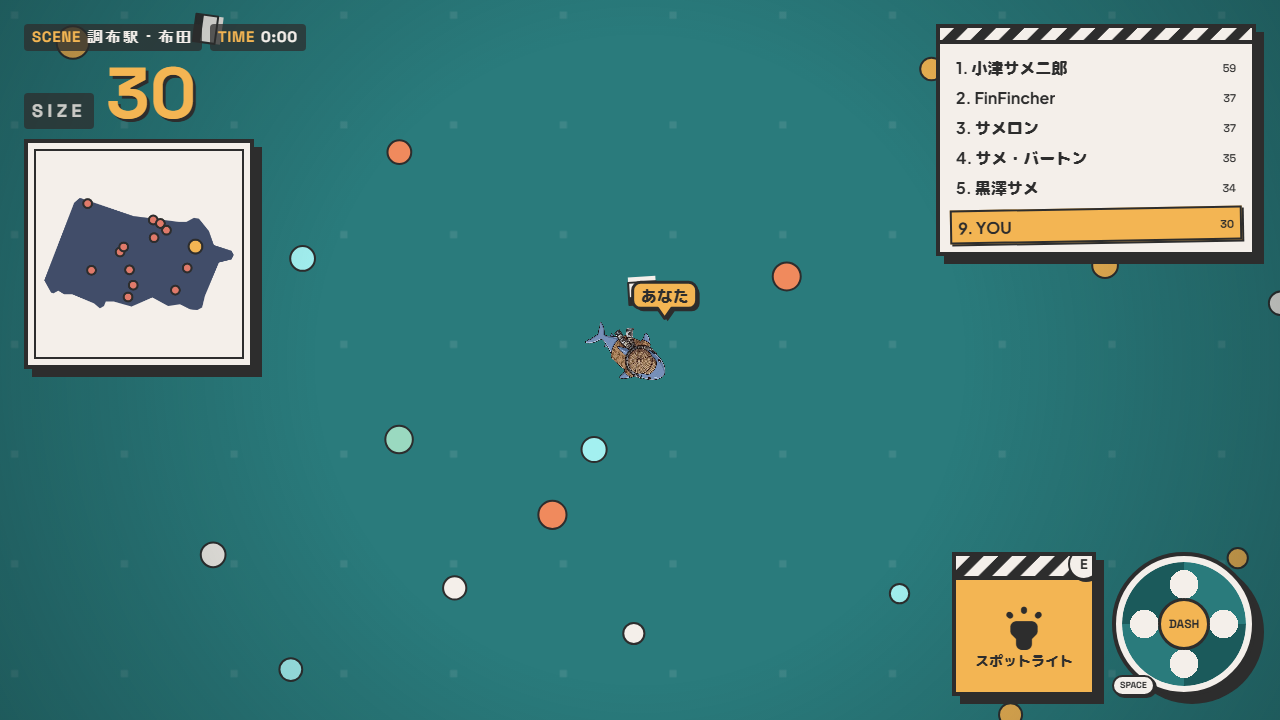 SCENE 調布駅 - 布田
TIME 0:00
SIZE 30
1. 小津サメ二郎 59
2. FinFincher 37
3. サメロン 37
4. サメ・バートン 35
5. 黒澤サメ 34
9. YOU 30
あなた
E
スポットライト
DASH
SPACE